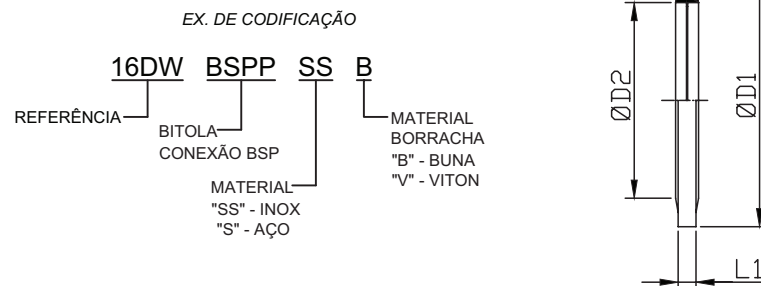 EX. DE CODIFICAÇÃO
16DW BSPP SS B
REFERÊNCIA
BITOLA
CONEXÃO BSP
MATERIAL
"SS" - INOX
"S" - AÇO
MATERIAL
BORRACHA
"B" - BUNA
"V" - VITON
ØD2
ØD1
L1